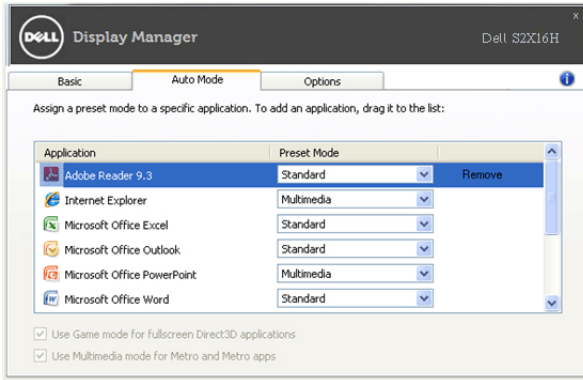 DELL Display Manager
Dell S2X16H
x
Basic Auto Mode Options
Assign a preset mode to a specific application. To add an application, drag it to the list:
Application Preset Mode
Adobe Reader 9.3 Standard Remove
Internet Explorer Multimedia
Microsoft Office Excel Standard
Microsoft Office Outlook Standard
Microsoft Office PowerPoint Multimedia
Microsoft Office Word Standard
Use Game mode for fullscreen Direct3D applications
Use Multimedia mode for Metro and Metro apps